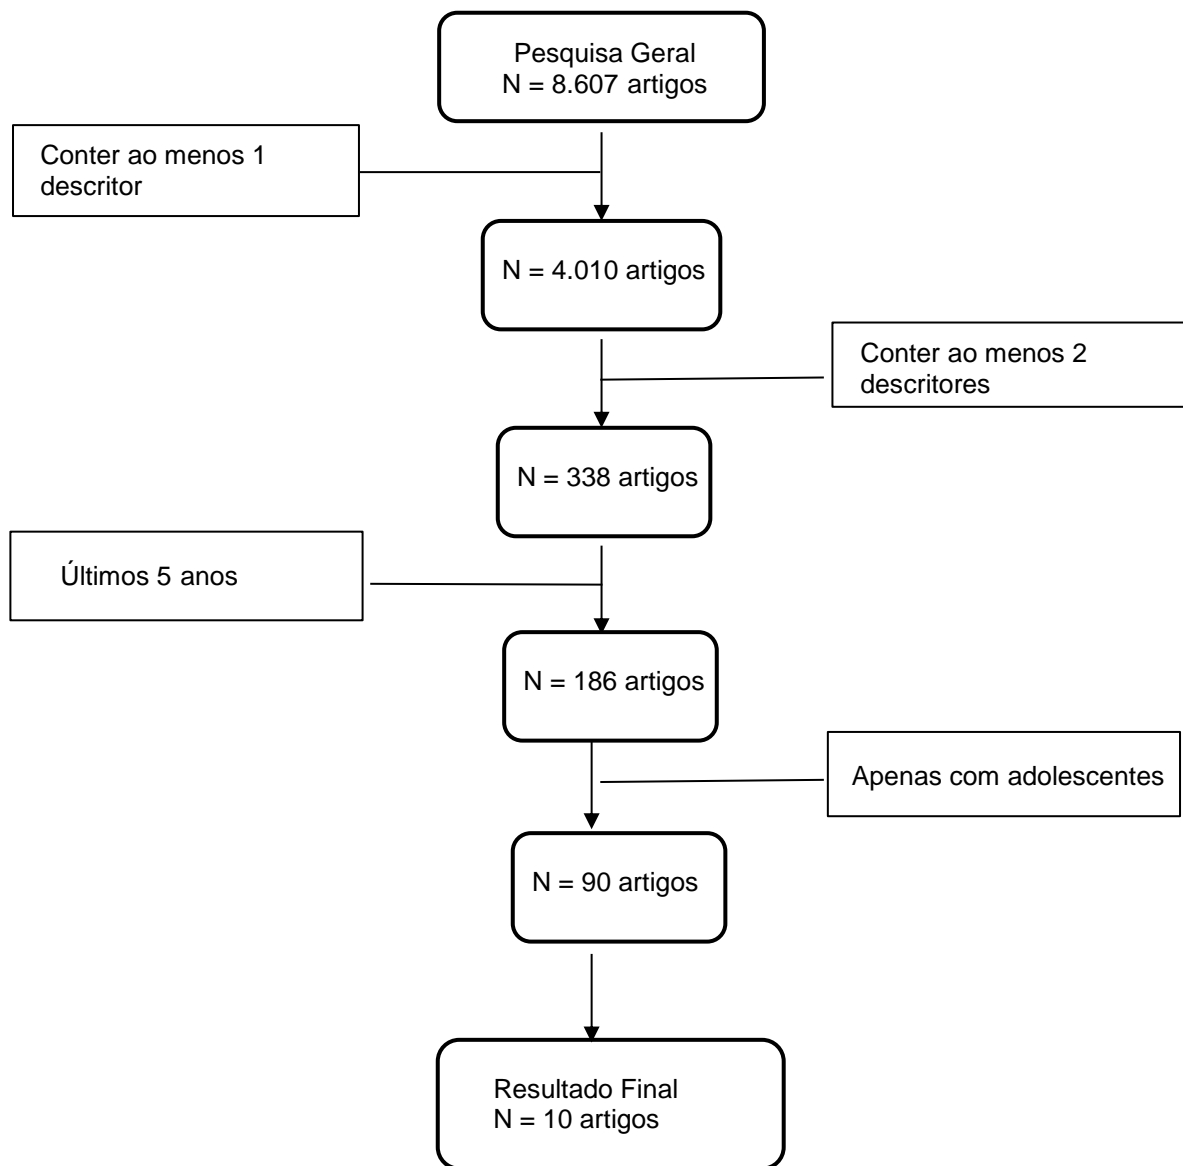 Pesquisa Geral
N = 8.607 artigos
Conter ao menos 1
descritor
N = 4.010 artigos
Conter ao menos 2
descritores
N = 338 artigos
Últimos 5 anos
N = 186 artigos
Apenas com adolescentes
N = 90 artigos
Resultado Final
N = 10 artigos